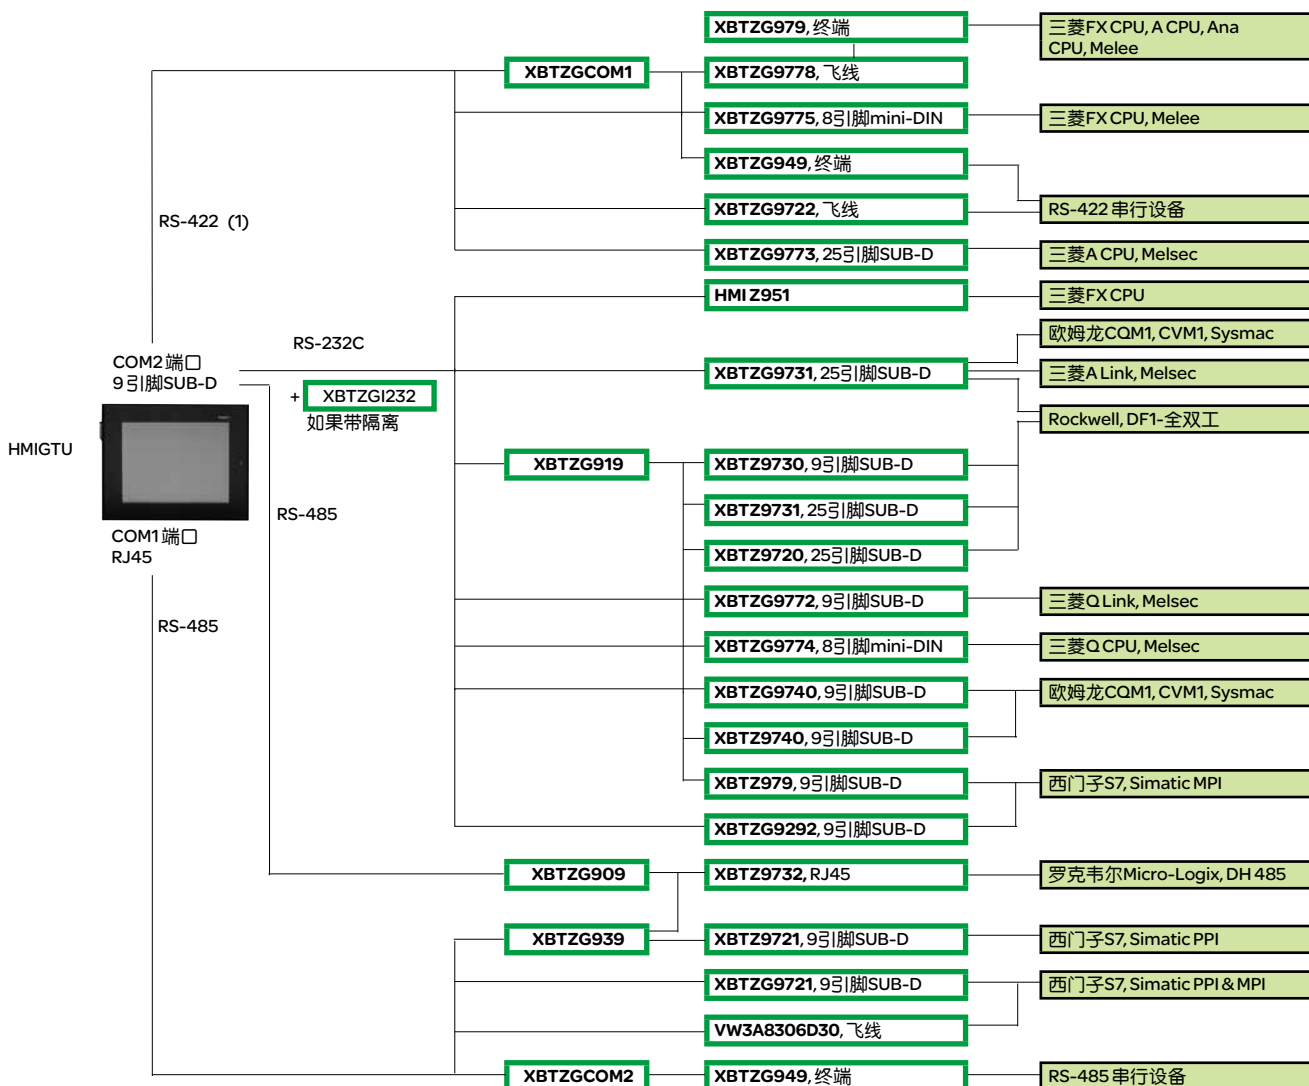 XBTZG979, 终端
三菱FX CPU, A CPU, Ana
CPU, Melee
XBTZGCOM1
XBTZG9778, 飞线
XBTZG9775, 8引脚mini-DIN
三菱FX CPU, Melee
XBTZG949, 终端
RS-422 (1)
XBTZG9722, 飞线
RS-422 串行设备
XBTZG9773, 25引脚SUB-D
三菱A CPU, Melsec
HMI Z951
三菱FX CPU
RS-232C
欧姆龙CQM1, CVM1, Sysmac
COM2 端口
9 引脚SUB-D
XBTZG9731, 25引脚SUB-D
三菱A Link, Melsec
+ XBTZGI232
如果带隔离
Rockwell, DF1-全双工
HMIGTU
XBTZG919
XBTZ9730, 9引脚SUB-D
RS-485
XBTZ9731, 25引脚SUB-D
COM1 端口
RJ45
XBTZ9720, 25引脚SUB-D
XBTZG9772, 9引脚SUB-D
三菱Q Link, Melsec
RS-485
XBTZG9774, 8引脚mini-DIN
三菱Q CPU, Melsec
XBTZG9740, 9引脚SUB-D
欧姆龙CQM1, CVM1, Sysmac
XBTZ9740, 9引脚SUB-D
XBTZ979, 9引脚SUB-D
西门子S7, Simatic MPI
XBTZG9292, 9引脚SUB-D
XBTZG909
XBTZ9732, RJ45
罗克韦尔Micro-Logix, DH 485
XBTZG939
XBTZ9721, 9引脚SUB-D
西门子S7, Simatic PPI
XBTZG9721, 9引脚SUB-D
西门子S7, Simatic PPI & MPI
VW3A8306D30, 飞线
XBTZGCOM2
XBTZG949, 终端
RS-485 串行设备